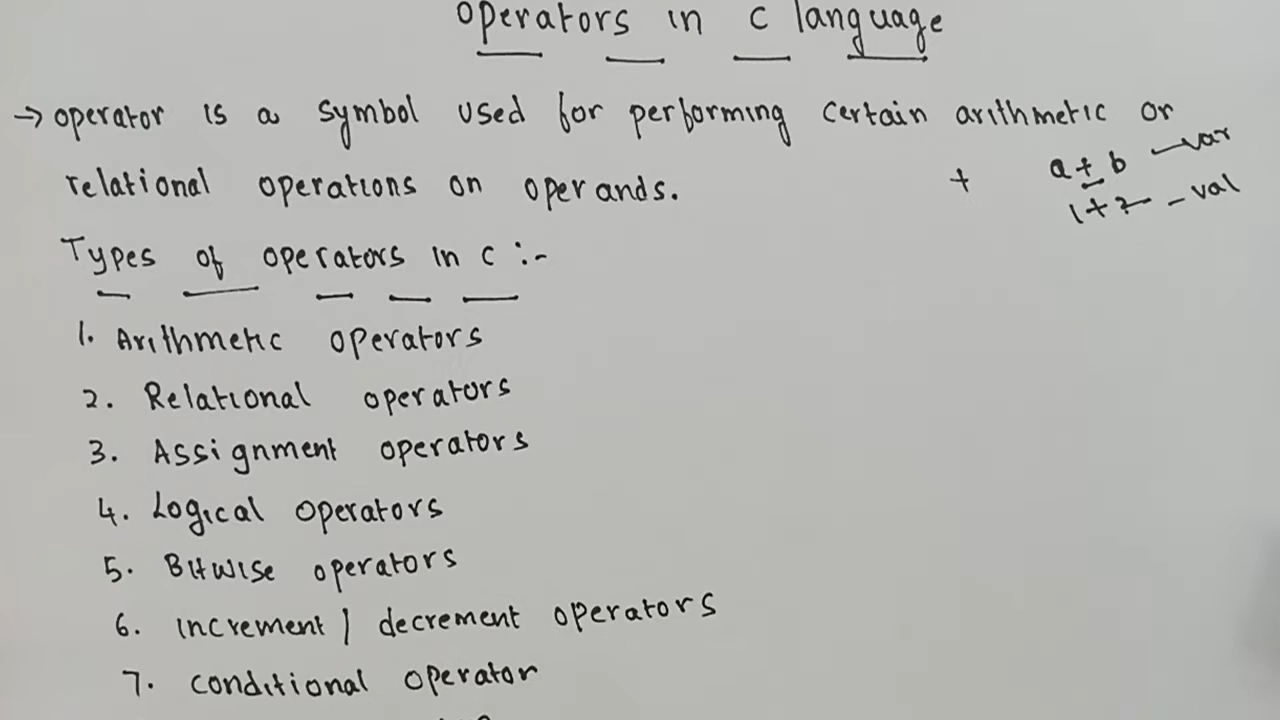 operators in c language
→ operator is a symbol used for performing certain arithmetic or
relational operations on operands.
+ a + b — var
1+2 — val
Types of operators in c :-
1. Arithmetic operators
2. Relational operators
3. Assignment operators
4. Logical operators
5. Bitwise operators
6. increment / decrement operators
7. conditional operator